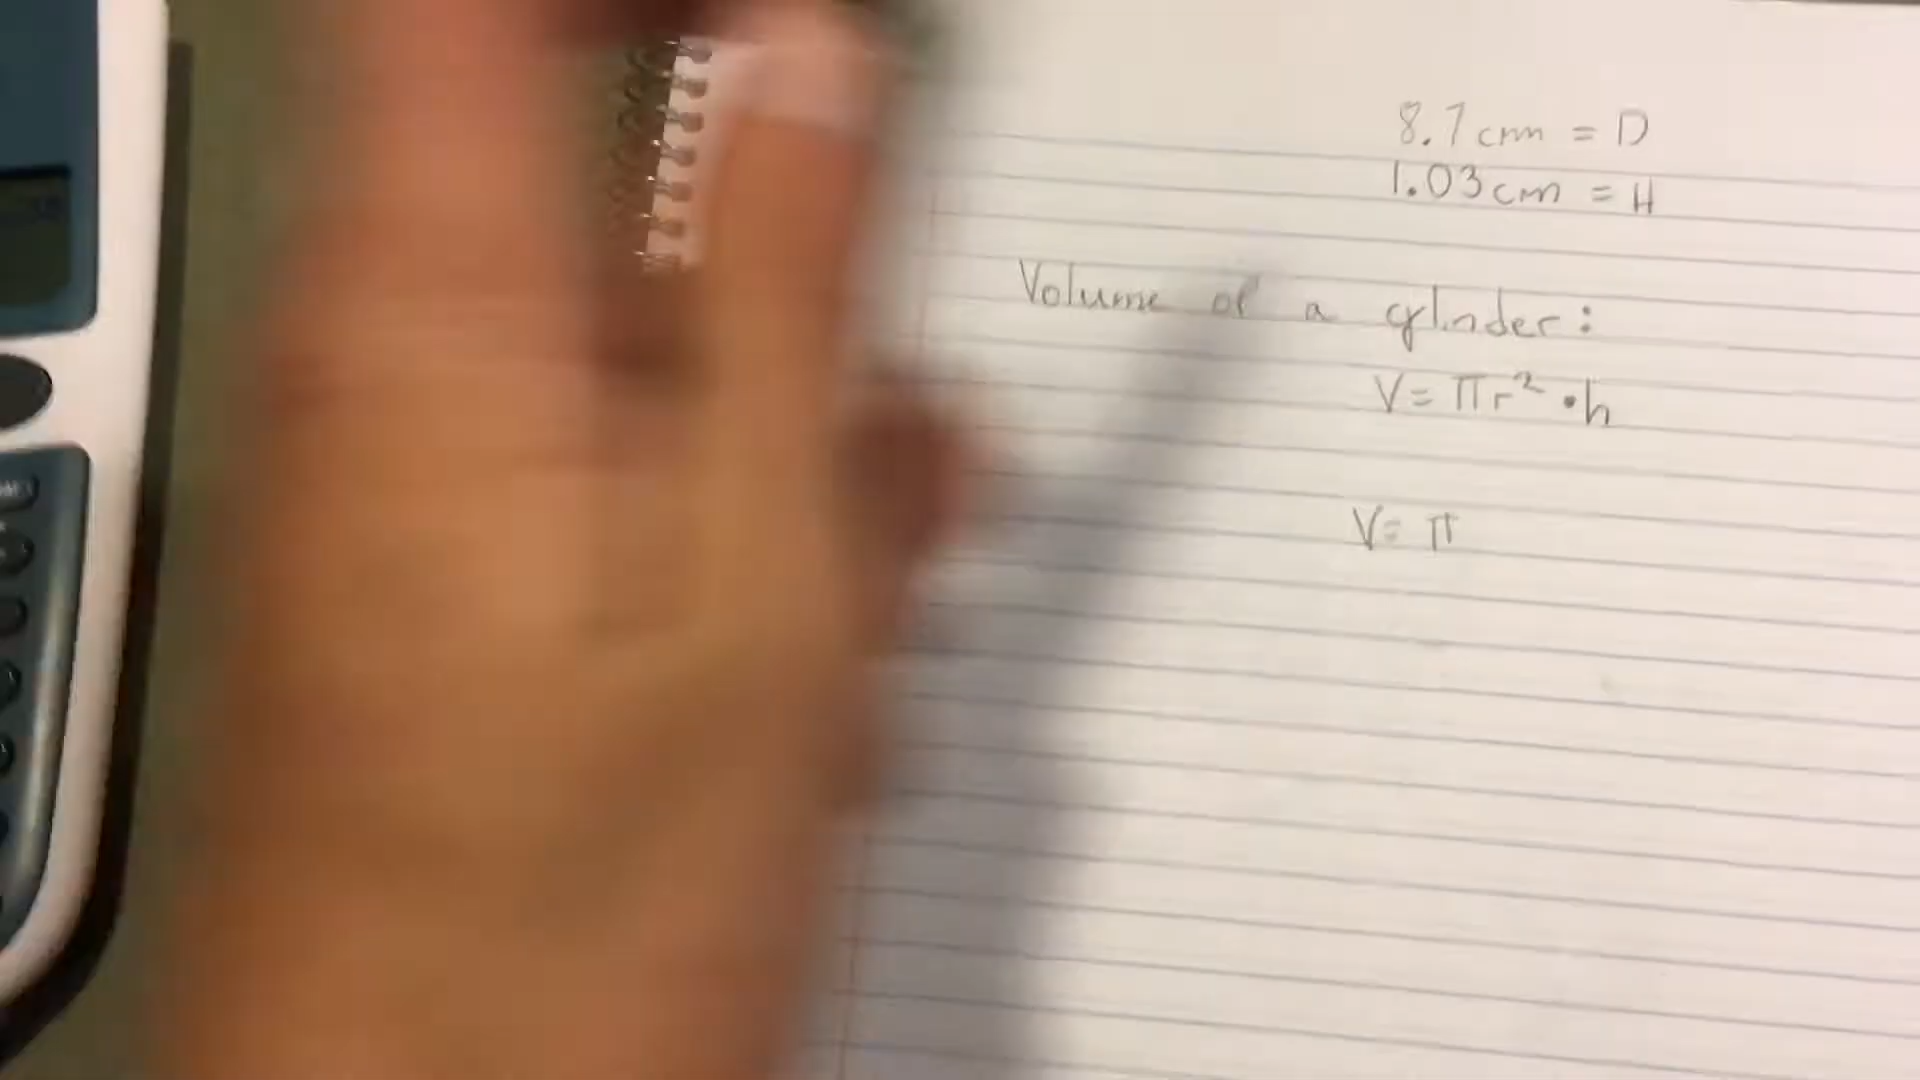 8.7 cm = D
1.03 cm = H
Volume of a cylinder:
V = πr² • h
V = π